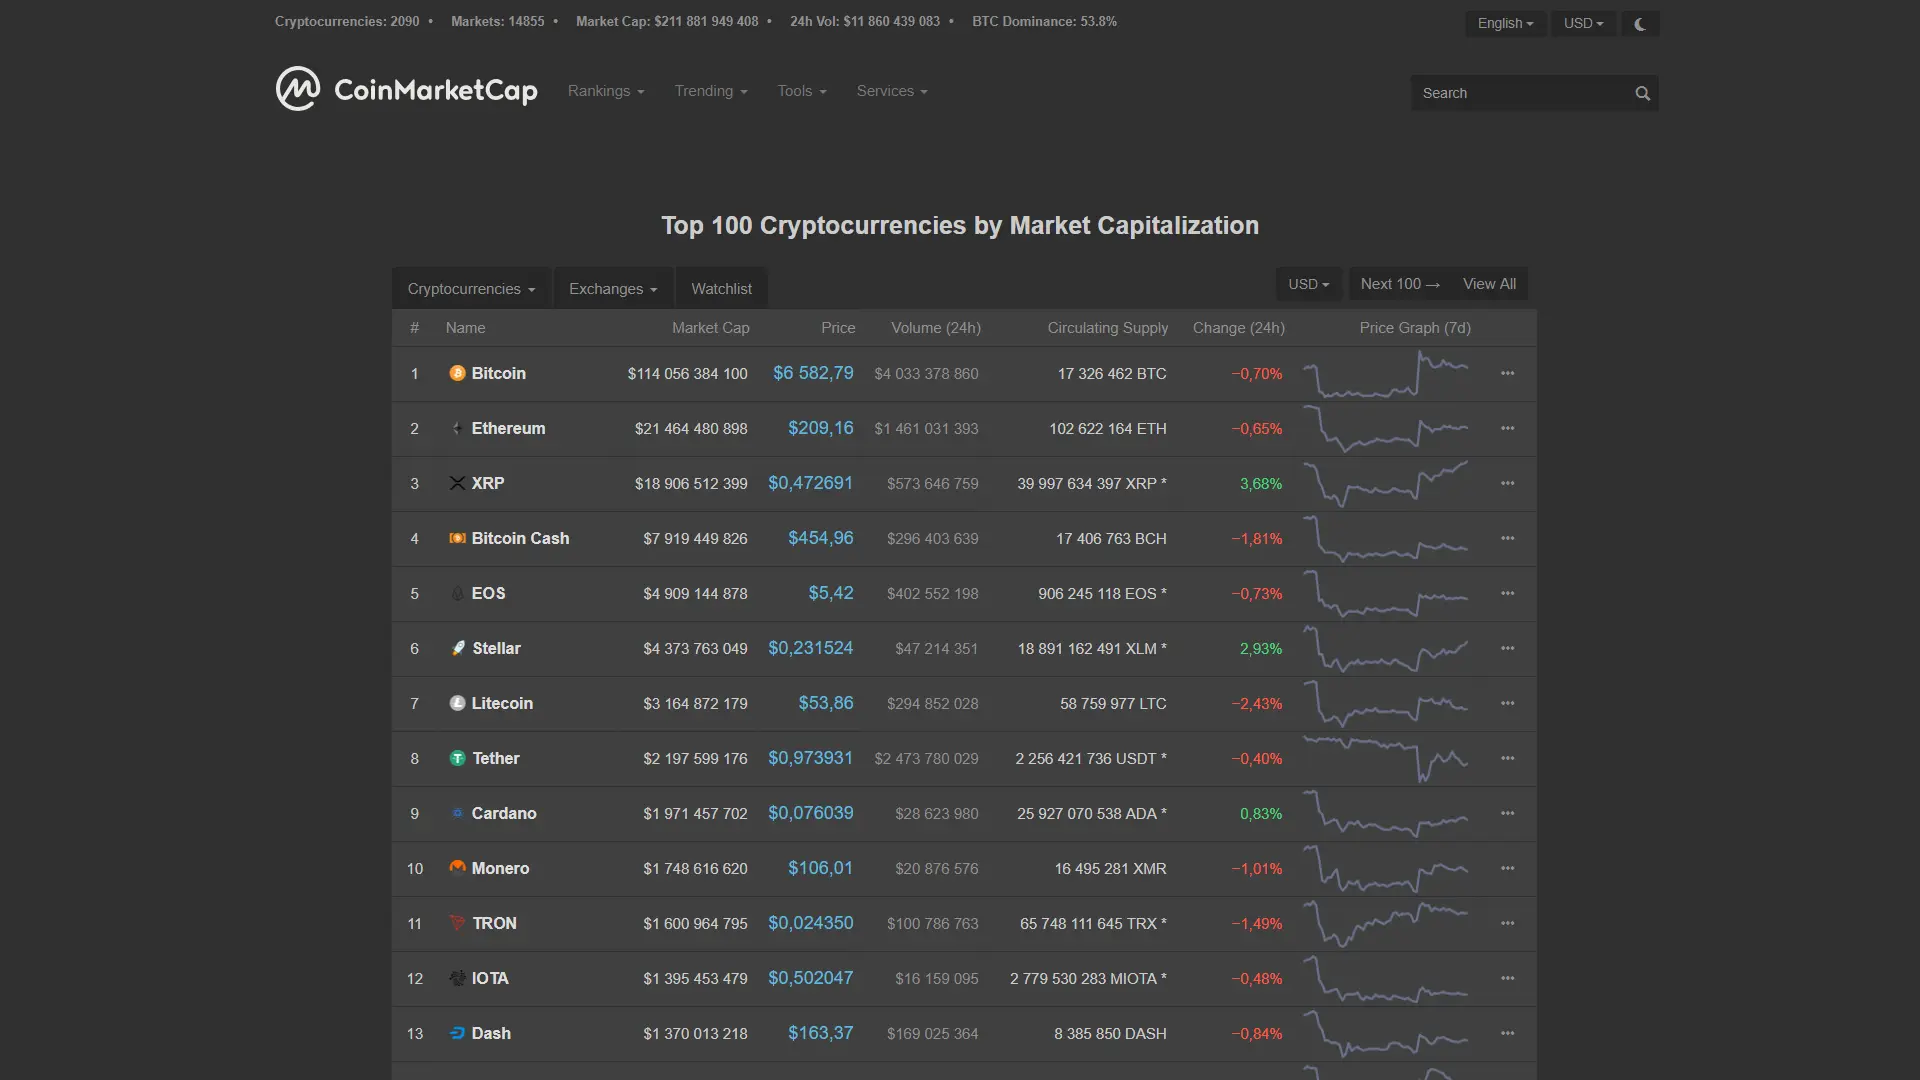 Cryptocurrencies: 2090 • Markets: 14855 • Market Cap: $211 881 949 408 • 24h Vol: $11 860 439 083 • BTC Dominance: 53.8%
English USD
CoinMarketCap Rankings Trending Tools Services Search
Top 100 Cryptocurrencies by Market Capitalization
Cryptocurrencies Exchanges Watchlist USD Next 100 → View All
# Name Market Cap Price Volume (24h) Circulating Supply Change (24h) Price Graph (7d)
1 Bitcoin $114 056 384 100 $6 582,79 $4 033 378 860 17 326 462 BTC −0,70%
2 Ethereum $21 464 480 898 $209,16 $1 461 031 393 102 622 164 ETH −0,65%
3 XRP $18 906 512 399 $0,472691 $573 646 759 39 997 634 397 XRP * 3,68%
4 Bitcoin Cash $7 919 449 826 $454,96 $296 403 639 17 406 763 BCH −1,81%
5 EOS $4 909 144 878 $5,42 $402 552 198 906 245 118 EOS * −0,73%
6 Stellar $4 373 763 049 $0,231524 $47 214 351 18 891 162 491 XLM * 2,93%
7 Litecoin $3 164 872 179 $53,86 $294 852 028 58 759 977 LTC −2,43%
8 Tether $2 197 599 176 $0,973931 $2 473 780 029 2 256 421 736 USDT * −0,40%
9 Cardano $1 971 457 702 $0,076039 $28 623 980 25 927 070 538 ADA * 0,83%
10 Monero $1 748 616 620 $106,01 $20 876 576 16 495 281 XMR −1,01%
11 TRON $1 600 964 795 $0,024350 $100 786 763 65 748 111 645 TRX * −1,49%
12 IOTA $1 395 453 479 $0,502047 $16 159 095 2 779 530 283 MIOTA * −0,48%
13 Dash $1 370 013 218 $163,37 $169 025 364 8 385 850 DASH −0,84%